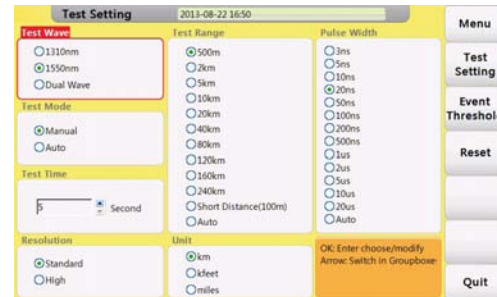 Test Setting
2013-08-22 16:50
Test Wave
1310nm
1550nm
Dual Wave
Test Mode
Manual
Auto
Test Time
5
Second
Resolution
Standard
High
Test Range
500m
2km
5km
10km
20km
40km
80km
120km
160km
240km
Short Distance(100m)
Auto
Unit
km
kfeet
miles
Pulse Width
3ns
5ns
10ns
20ns
50ns
100ns
200ns
500ns
1us
2us
5us
10us
20us
Auto
OK: Enter choose/modify
Arrow: Switch in Groupboxe
Menu
Test
Setting
Event
Threshol
Reset
Quit